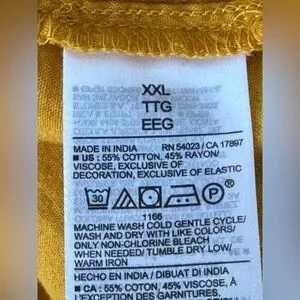 XXL
TTG
EEG
MADE IN INDIA RN 54023 / CA 17897
■ US : 55% COTTON, 45% RAYON/
VISCOSE, EXCLUSIVE OF
DECORATION, EXCLUSIVE OF ELASTIC
30 P
1166
MACHINE WASH COLD GENTLE CYCLE/
WASH AND DRY WITH LIKE COLORS/
ONLY NON-CHLORINE BLEACH
WHEN NEEDED/ TUMBLE DRY LOW/
WARM IRON
HECHO EN INDIA / DIBUAT DI INDIA
■ CA : 55% COTON, 45% VISCOSE, À
L'EXCEPTION DES GARNITURES,